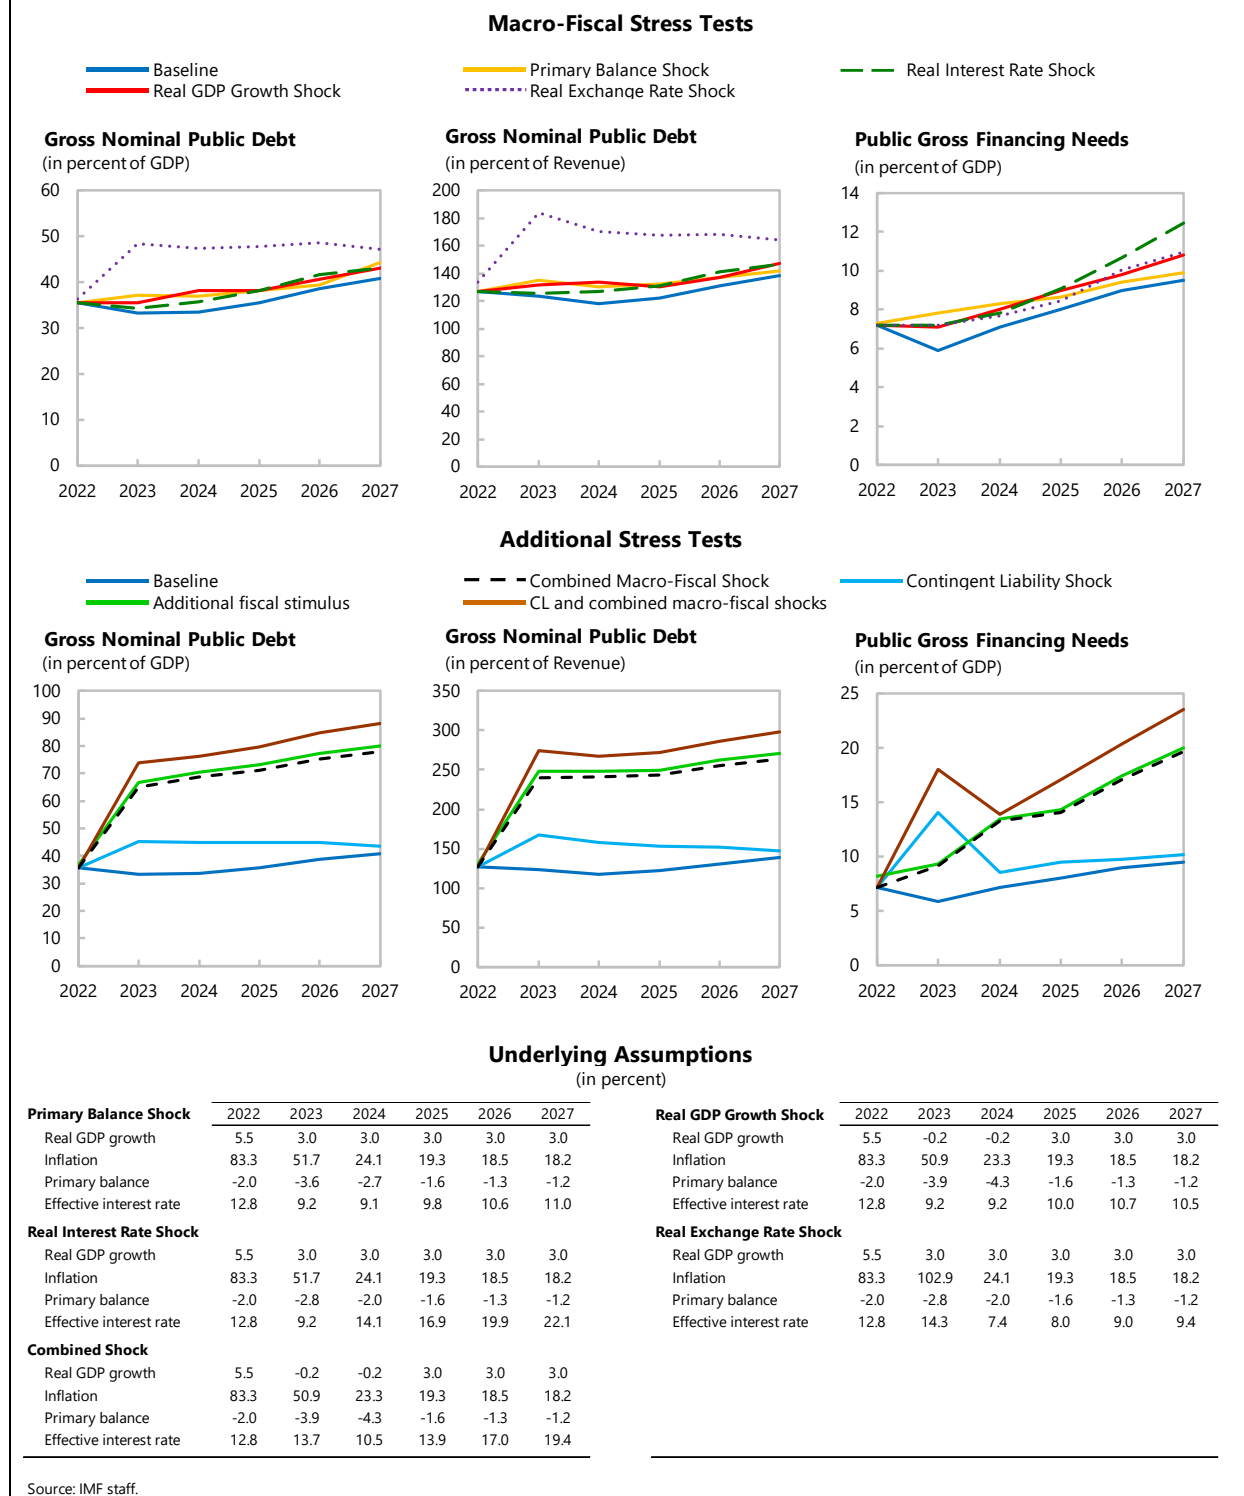 Macro-Fiscal Stress Tests
Baseline
Primary Balance Shock
Real Interest Rate Shock
Real GDP Growth Shock
Real Exchange Rate Shock
Gross Nominal Public Debt
(in percent of GDP)
60
50
40
30
20
10
0
2022 2023 2024 2025 2026 2027
Gross Nominal Public Debt
(in percent of Revenue)
200
180
160
140
120
100
80
60
40
20
0
2022 2023 2024 2025 2026 2027
Public Gross Financing Needs
(in percent of GDP)
14
12
10
8
6
4
2
0
2022 2023 2024 2025 2026 2027
Additional Stress Tests
Baseline
Combined Macro-Fiscal Shock
Contingent Liability Shock
Additional fiscal stimulus
CL and combined macro-fiscal shocks
Gross Nominal Public Debt
(in percent of GDP)
100
90
80
70
60
50
40
30
20
10
0
2022 2023 2024 2025 2026 2027
Gross Nominal Public Debt
(in percent of Revenue)
350
300
250
200
150
100
50
0
2022 2023 2024 2025 2026 2027
Public Gross Financing Needs
(in percent of GDP)
25
20
15
10
5
0
2022 2023 2024 2025 2026 2027
Underlying Assumptions
(in percent)
Primary Balance Shock 2022 2023 2024 2025 2026 2027
Real GDP growth 5.5 3.0 3.0 3.0 3.0 3.0
Inflation 83.3 51.7 24.1 19.3 18.5 18.2
Primary balance -2.0 -3.6 -2.7 -1.6 -1.3 -1.2
Effective interest rate 12.8 9.2 9.1 9.8 10.6 11.0
Real Interest Rate Shock
Real GDP growth 5.5 3.0 3.0 3.0 3.0 3.0
Inflation 83.3 51.7 24.1 19.3 18.5 18.2
Primary balance -2.0 -2.8 -2.0 -1.6 -1.3 -1.2
Effective interest rate 12.8 9.2 14.1 16.9 19.9 22.1
Combined Shock
Real GDP growth 5.5 -0.2 -0.2 3.0 3.0 3.0
Inflation 83.3 50.9 23.3 19.3 18.5 18.2
Primary balance -2.0 -3.9 -4.3 -1.6 -1.3 -1.2
Effective interest rate 12.8 13.7 10.5 13.9 17.0 19.4
Real GDP Growth Shock 2022 2023 2024 2025 2026 2027
Real GDP growth 5.5 -0.2 -0.2 3.0 3.0 3.0
Inflation 83.3 50.9 23.3 19.3 18.5 18.2
Primary balance -2.0 -3.9 -4.3 -1.6 -1.3 -1.2
Effective interest rate 12.8 9.2 9.2 10.0 10.7 10.5
Real Exchange Rate Shock
Real GDP growth 5.5 3.0 3.0 3.0 3.0 3.0
Inflation 83.3 102.9 24.1 19.3 18.5 18.2
Primary balance -2.0 -2.8 -2.0 -1.6 -1.3 -1.2
Effective interest rate 12.8 14.3 7.4 8.0 9.0 9.4
Source: IMF staff.